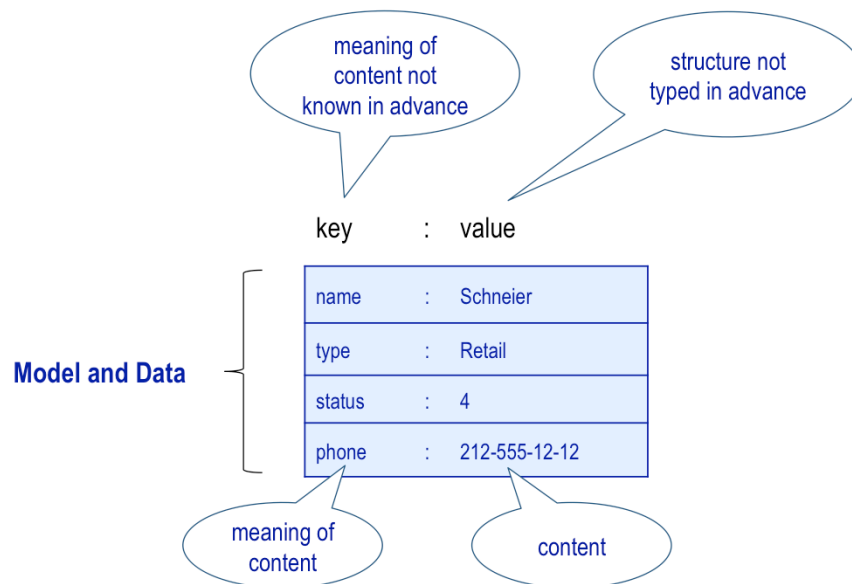 meaning of
content not
known in advance
structure not
typed in advance
key : value
name : Schneier
type : Retail
Model and Data
status : 4
phone : 212-555-12-12
meaning of
content
content